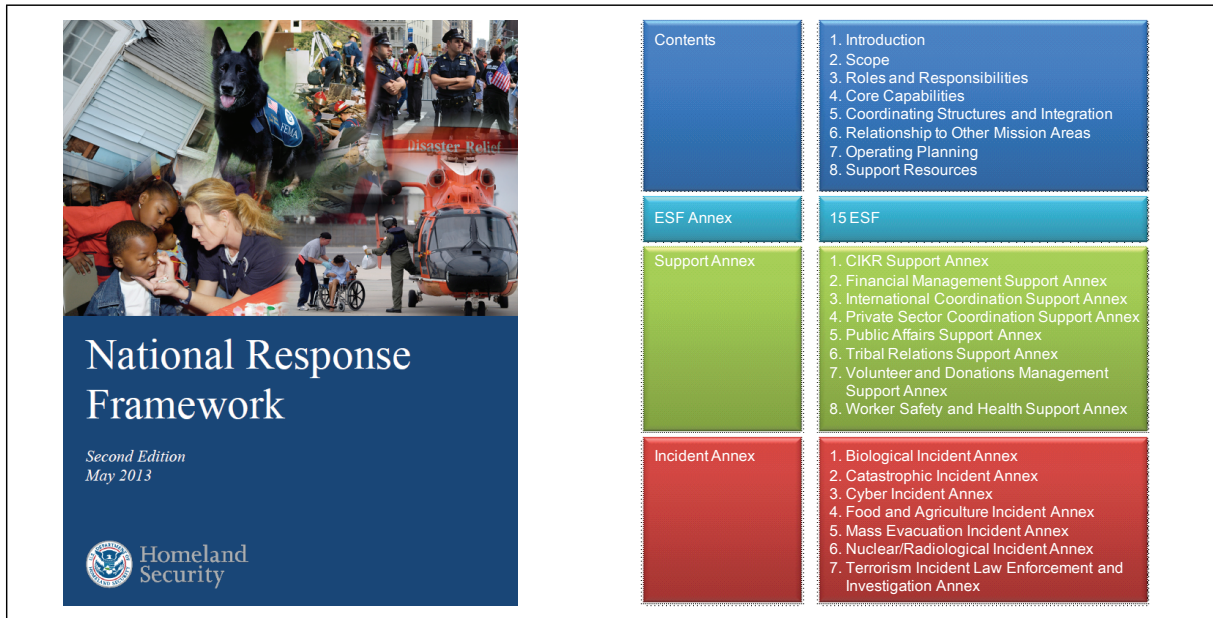 FEMA
Disaster Relief
National Response
Framework
Second Edition
May 2013
U.S. DEPARTMENT OF
HOMELAND SECURITY
Homeland
Security
Contents
1. Introduction
2. Scope
3. Roles and Responsibilities
4. Core Capabilities
5. Coordinating Structures and Integration
6. Relationship to Other Mission Areas
7. Operating Planning
8. Support Resources
ESF Annex
15 ESF
Support Annex
1. CIKR Support Annex
2. Financial Management Support Annex
3. International Coordination Support Annex
4. Private Sector Coordination Support Annex
5. Public Affairs Support Annex
6. Tribal Relations Support Annex
7. Volunteer and Donations Management
Support Annex
8. Worker Safety and Health Support Annex
Incident Annex
1. Biological Incident Annex
2. Catastrophic Incident Annex
3. Cyber Incident Annex
4. Food and Agriculture Incident Annex
5. Mass Evacuation Incident Annex
6. Nuclear/Radiological Incident Annex
7. Terrorism Incident Law Enforcement and
Investigation Annex